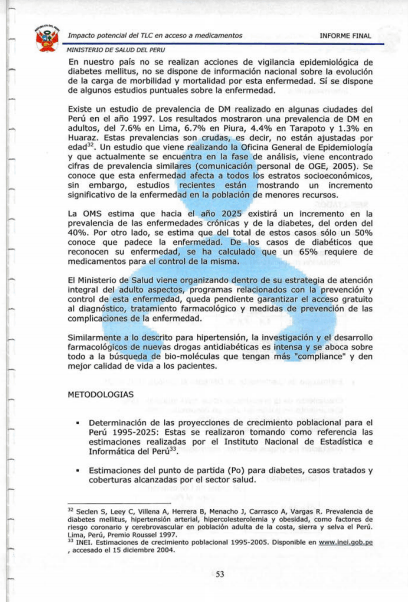 Impacto potencial del TLC en acceso a medicamentos INFORME FINAL
MINISTERIO DE SALUD DEL PERU
En nuestro país no se realizan acciones de vigilancia epidemiológica de
diabetes mellitus, no se dispone de información nacional sobre la evolución
de la carga de morbilidad y mortalidad por esta enfermedad. Sí se dispone
de algunos estudios puntuales sobre la enfermedad.
Existe un estudio de prevalencia de DM realizado en algunas ciudades del
Perú en el año 1997. Los resultados mostraron una prevalencia de DM en
adultos, del 7.6% en Lima, 6.7% en Piura, 4.4% en Tarapoto y 1.3% en
Huaraz. Estas prevalencias son crudas, es decir, no están ajustadas por
edad³². Un estudio que viene realizando la Oficina General de Epidemiología
y que actualmente se encuentra en la fase de análisis, viene encontrado
cifras de prevalencia similares (comunicación personal de OGE, 2005). Se
conoce que esta enfermedad afecta a todos los estratos socioeconómicos,
sin embargo, estudios recientes están mostrando un incremento
significativo de la enfermedad en la población de menores recursos.
La OMS estima que hacia el año 2025 existirá un incremento en la
prevalencia de las enfermedades crónicas y de la diabetes, del orden del
40%. Por otro lado, se estima que del total de estos casos sólo un 50%
conoce que padece la enfermedad. De los casos de diabéticos que
reconocen su enfermedad, se ha calculado que un 65% requiere de
medicamentos para el control de la misma.
El Ministerio de Salud viene organizando dentro de su estrategia de atención
integral del adulto aspectos, programas relacionados con la prevención y
control de esta enfermedad, queda pendiente garantizar el acceso gratuito
al diagnóstico, tratamiento farmacológico y medidas de prevención de las
complicaciones de la enfermedad.
Similarmente a lo descrito para hipertensión, la investigación y el desarrollo
farmacológicos de nuevas drogas antidiabéticas es intensa y se aboca sobre
todo a la búsqueda de bio-moléculas que tengan más "compliance" y den
mejor calidad de vida a los pacientes.
METODOLOGIAS
▪ Determinación de las proyecciones de crecimiento poblacional para el
Perú 1995-2025: Estas se realizaron tomando como referencia las
estimaciones realizadas por el Instituto Nacional de Estadística e
Informática del Perú³³.
▪ Estimaciones del punto de partida (Po) para diabetes, casos tratados y
coberturas alcanzadas por el sector salud.
³² Seclen S, Leey C, Villena A, Herrera B, Menacho J, Carrasco A, Vargas R. Prevalencia de
diabetes mellitus, hipertensión arterial, hipercolesterolemia y obesidad, como factores de
riesgo coronario y cerebrovascular en población adulta de la costa, sierra y selva el Perú.
Lima, Perú, Premio Roussel 1997.
³³ INEI. Estimaciones de crecimiento poblacional 1995-2005. Disponible en www.inei.gob.pe
, accesado el 15 diciembre 2004.
53